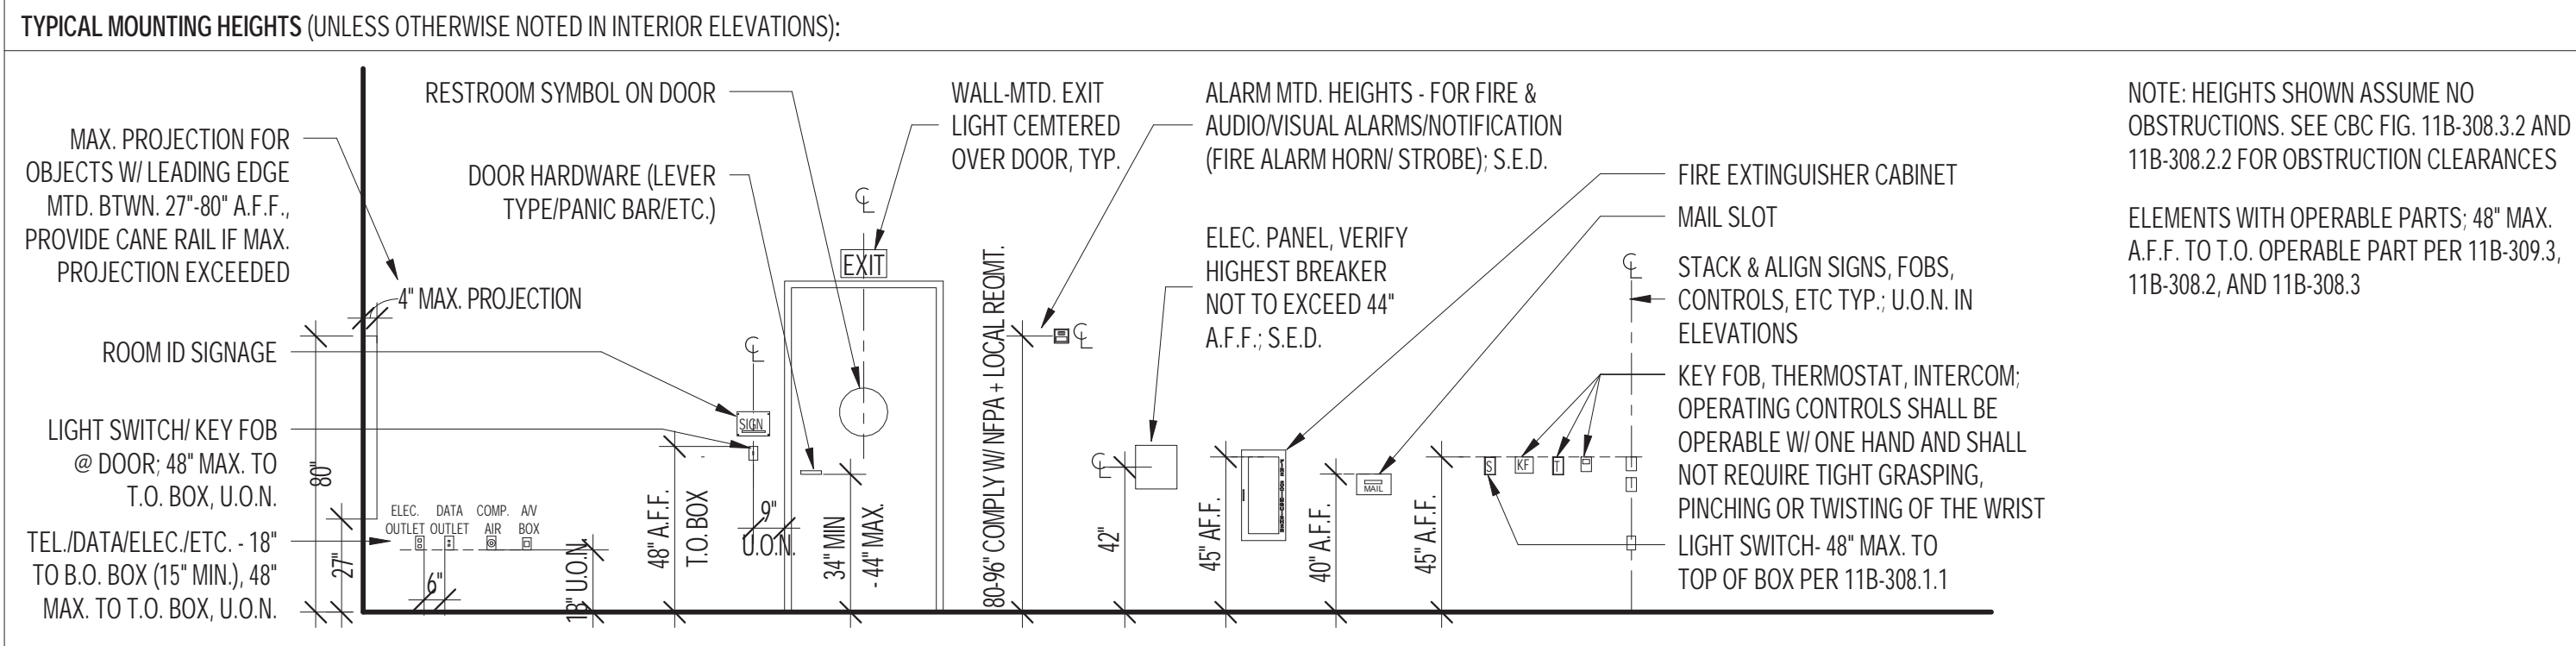 TYPICAL MOUNTING HEIGHTS (UNLESS OTHERWISE NOTED IN INTERIOR ELEVATIONS):
MAX. PROJECTION FOR
OBJECTS W/ LEADING EDGE
MTD. BTWN. 27"-80" A.F.F.,
PROVIDE CANE RAIL IF MAX.
PROJECTION EXCEEDED
4" MAX. PROJECTION
ROOM ID SIGNAGE
LIGHT SWITCH/ KEY FOB
@ DOOR; 48" MAX. TO
T.O. BOX, U.O.N.
TEL./DATA/ELEC./ETC. - 18"
TO B.O. BOX (15" MIN.), 48"
MAX. TO T.O. BOX, U.O.N.
80"
27"
ELEC.
OUTLET
DATA
OUTLET
COMP.
AIR
A/V
BOX
6"
18" U.O.N.
RESTROOM SYMBOL ON DOOR
DOOR HARDWARE (LEVER
TYPE/PANIC BAR/ETC.)
48" A.F.F.
T.O. BOX
CL
SIGN
9"
U.O.N.
34" MIN
- 44" MAX.
CL
EXIT
WALL-MTD. EXIT
LIGHT CEMTERED
OVER DOOR, TYP.
80-96" COMPLY W/ NFPA + LOCAL REQMT.
ALARM MTD. HEIGHTS - FOR FIRE &
AUDIO/VISUAL ALARMS/NOTIFICATION
(FIRE ALARM HORN/ STROBE); S.E.D.
CL
ELEC. PANEL, VERIFY
HIGHEST BREAKER
NOT TO EXCEED 44"
A.F.F.; S.E.D.
CL
42"
45" AF.F.
FIRE EXTINGUISHER
40" A.F.F.
MAIL
45" A.F.F.
S
KF
T
CL
FIRE EXTINGUISHER CABINET
MAIL SLOT
STACK & ALIGN SIGNS, FOBS,
CONTROLS, ETC TYP.; U.O.N. IN
ELEVATIONS
KEY FOB, THERMOSTAT, INTERCOM;
OPERATING CONTROLS SHALL BE
OPERABLE W/ ONE HAND AND SHALL
NOT REQUIRE TIGHT GRASPING,
PINCHING OR TWISTING OF THE WRIST
LIGHT SWITCH- 48" MAX. TO
TOP OF BOX PER 11B-308.1.1
NOTE: HEIGHTS SHOWN ASSUME NO
OBSTRUCTIONS. SEE CBC FIG. 11B-308.3.2 AND
11B-308.2.2 FOR OBSTRUCTION CLEARANCES
ELEMENTS WITH OPERABLE PARTS; 48" MAX.
A.F.F. TO T.O. OPERABLE PART PER 11B-309.3,
11B-308.2, AND 11B-308.3